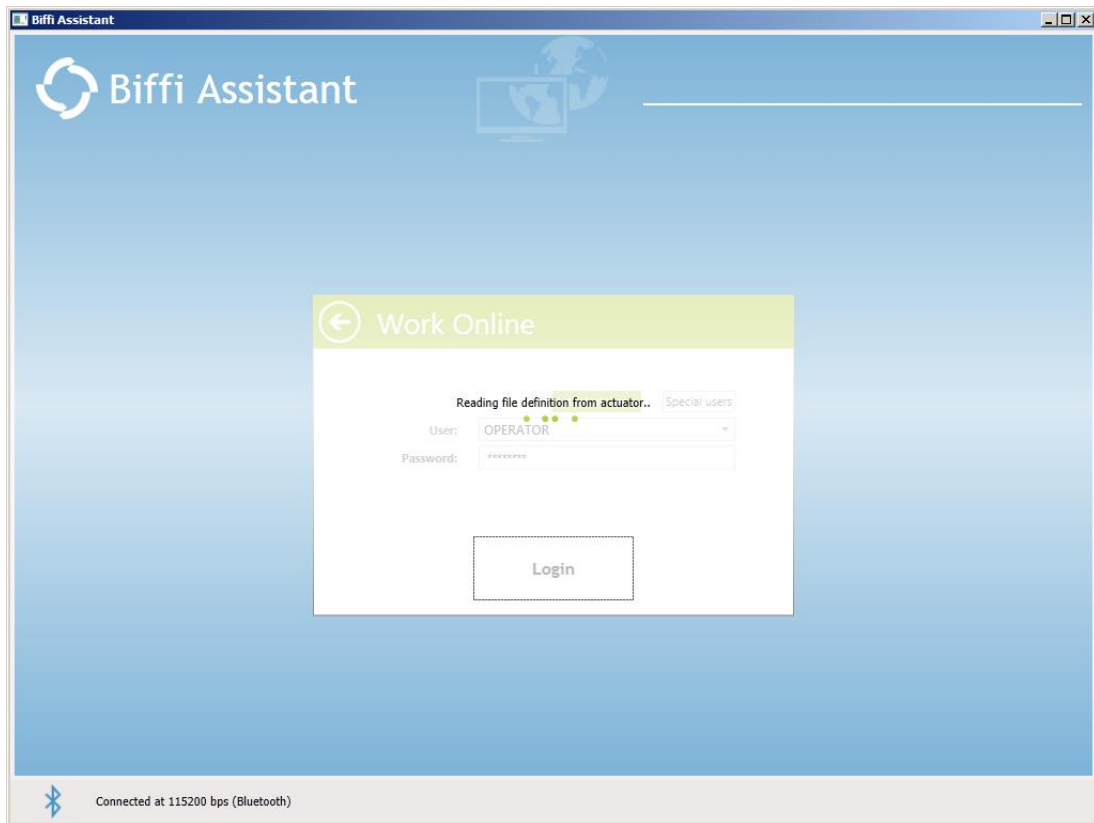 Biffi Assistant
Biffi Assistant
Work Online
Reading file definition from actuator..
Special users
User: OPERATOR
Password: ********
Login
Connected at 115200 bps (Bluetooth)